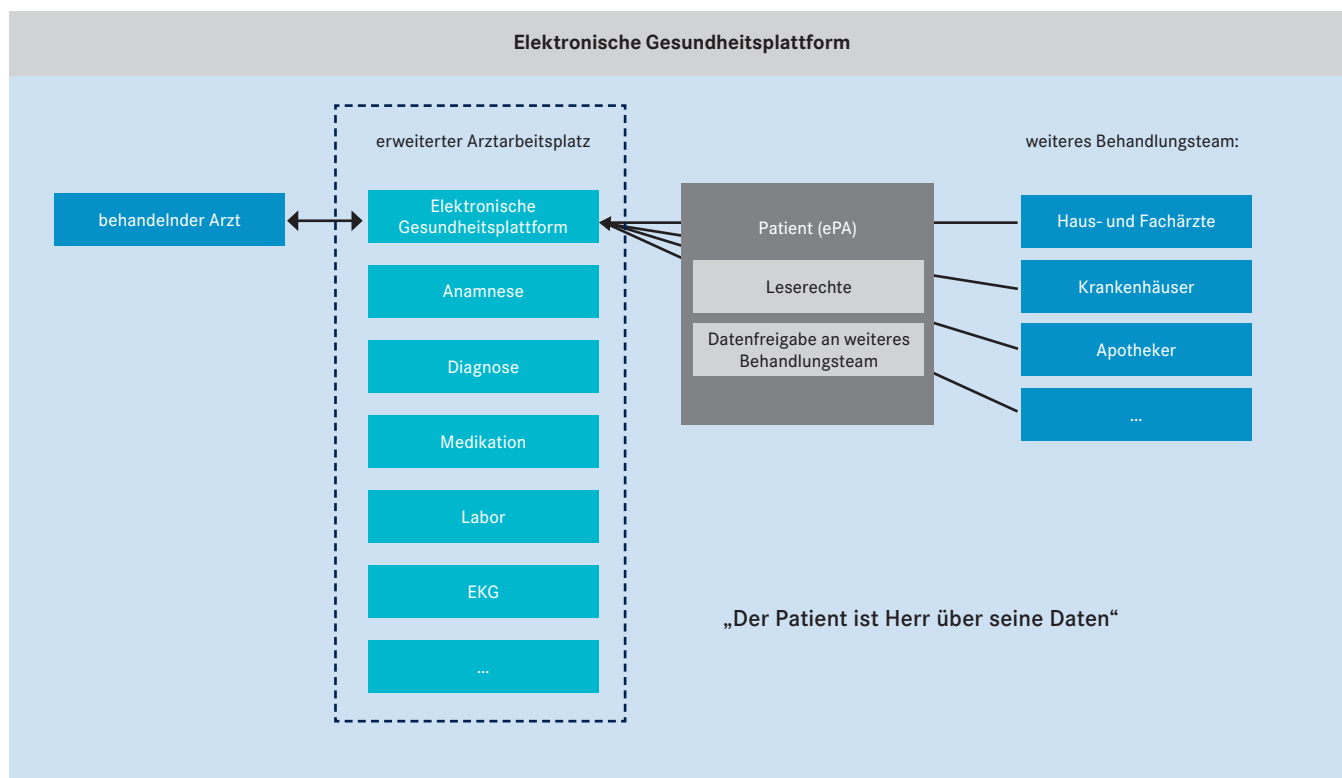 Elektronische Gesundheitsplattform
erweiterter Arztarbeitsplatz
weiteres Behandlungsteam:
behandelnder Arzt
Elektronische
Gesundheitsplattform
Anamnese
Diagnose
Medikation
Labor
EKG
...
Patient (ePA)
Leserechte
Datenfreigabe an weiteres
Behandlungsteam
Haus- und Fachärzte
Krankenhäuser
Apotheker
...
„Der Patient ist Herr über seine Daten“